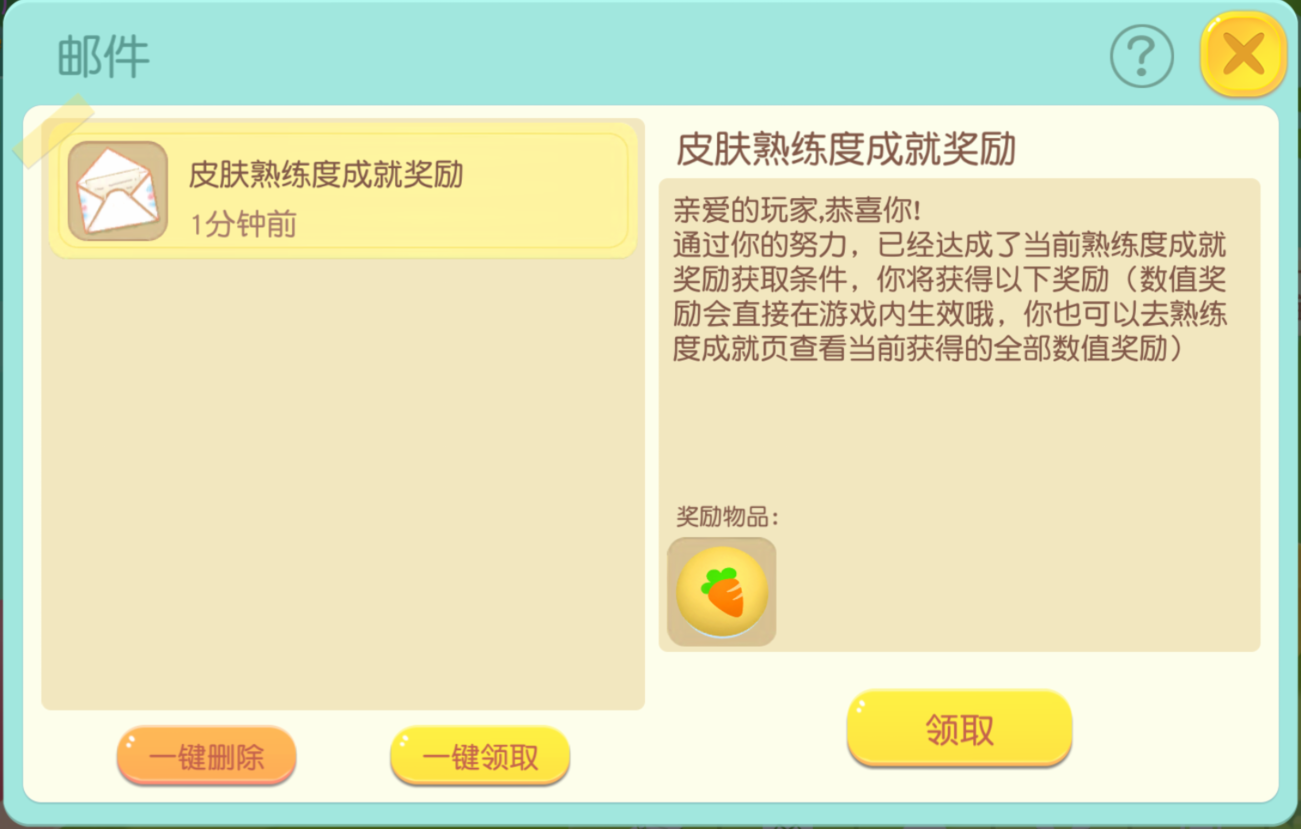 邮件
?
皮肤熟练度成就奖励
1分钟前
皮肤熟练度成就奖励
亲爱的玩家,恭喜你!
通过你的努力，已经达成了当前熟练度成就
奖励获取条件，你将获得以下奖励（数值奖
励会直接在游戏内生效哦，你也可以去熟练
度成就页查看当前获得的全部数值奖励）
奖励物品：
领取
一键删除
一键领取